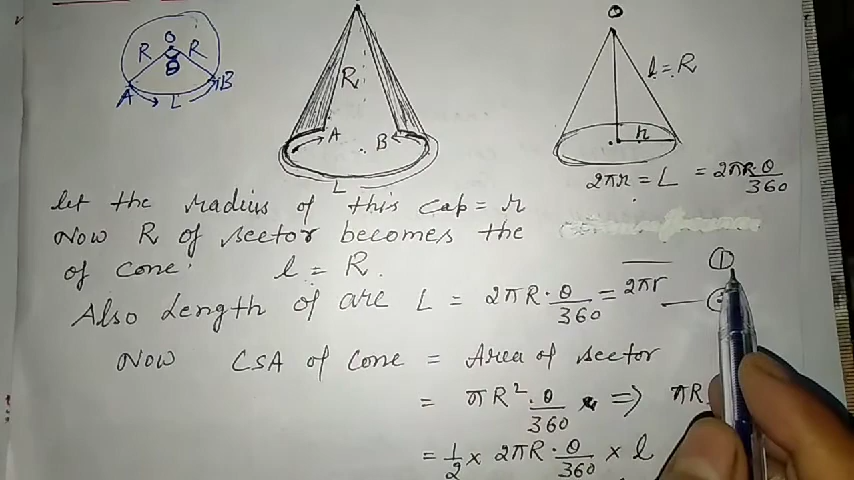 O
R R
θ
A L B
R
A B
L
O
l = R
r
2πr = L = 2πR·θ/360
let the radius of this cap = r
Now R of sector becomes the
of cone. l = R. ①
Also Length of arc L = 2πR·θ/360 = 2πr
Now CSA of Cone = Area of sector
= πR²·θ/360 => πR
= 1/2 × 2πR·θ/360 × l